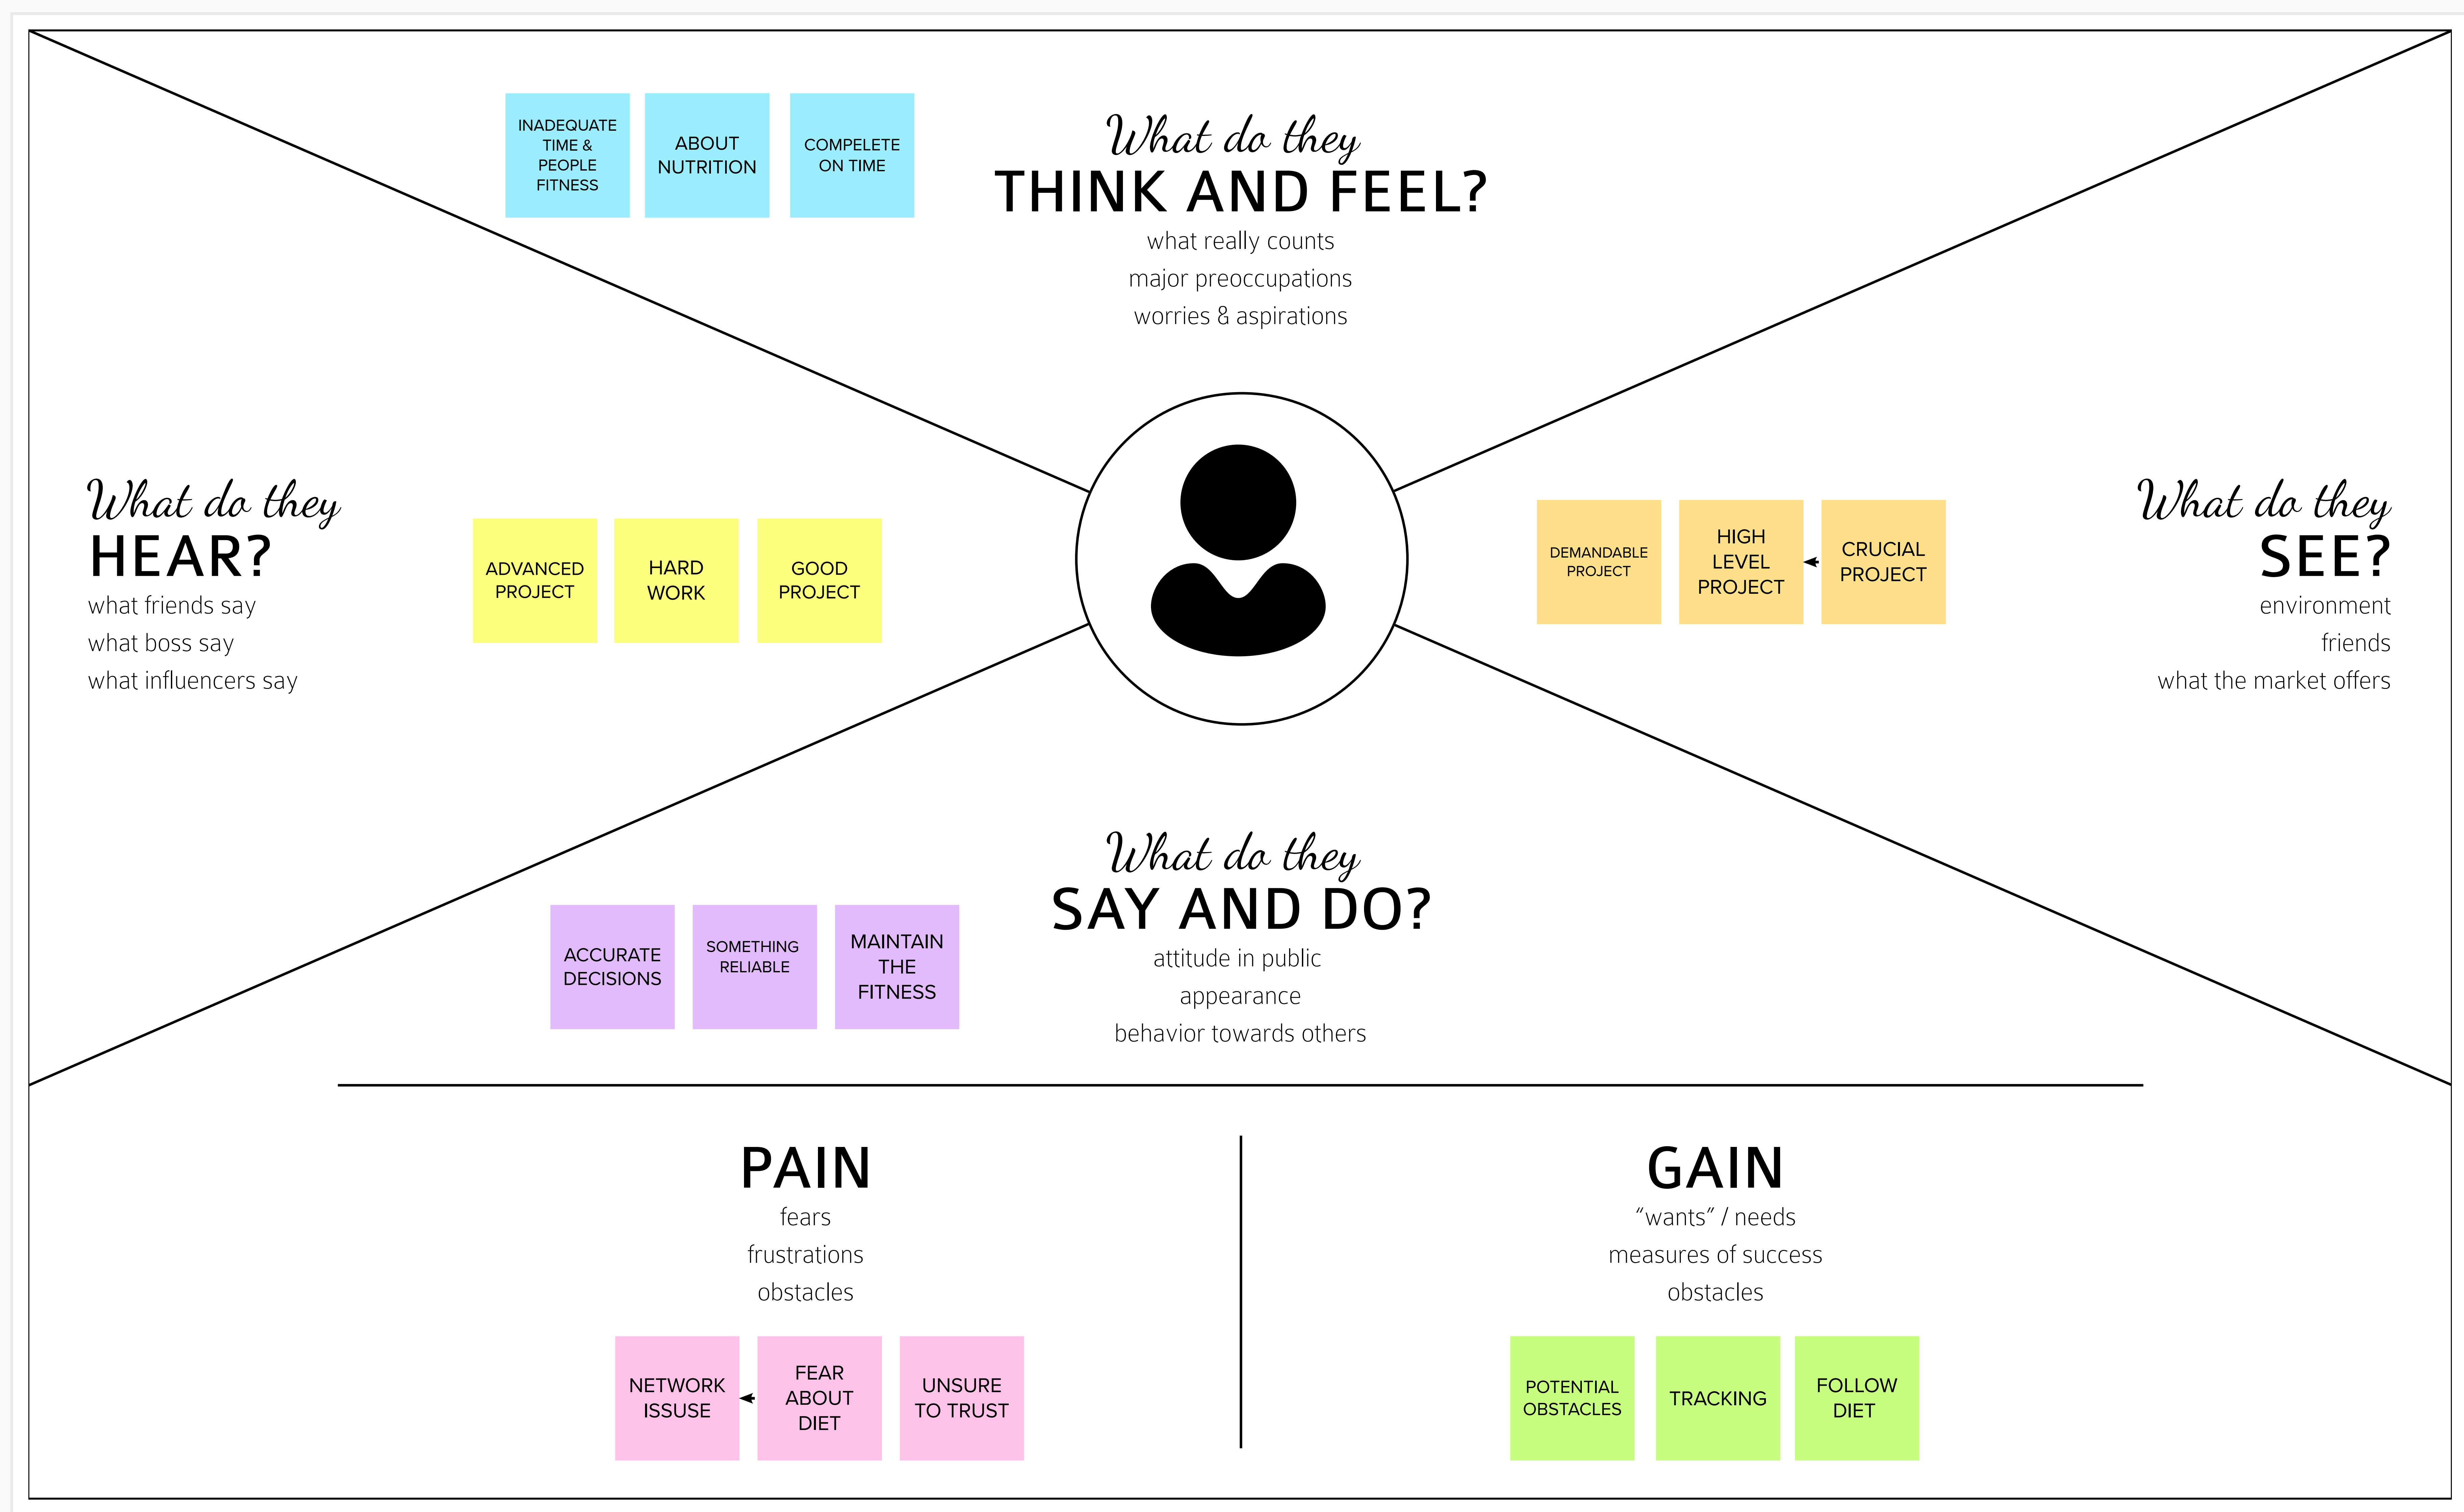 INADEQUATE
TIME &
PEOPLE
FITNESS
ABOUT
NUTRITION
COMPELETE
ON TIME
What do they
THINK AND FEEL?
what really counts
major preoccupations
worries & aspirations
What do they
HEAR?
what friends say
what boss say
what influencers say
ADVANCED
PROJECT
HARD
WORK
GOOD
PROJECT
DEMANDABLE
PROJECT
HIGH
LEVEL
PROJECT
CRUCIAL
PROJECT
What do they
SEE?
environment
friends
what the market offers
What do they
SAY AND DO?
attitude in public
appearance
behavior towards others
ACCURATE
DECISIONS
SOMETHING
RELIABLE
MAINTAIN
THE
FITNESS
PAIN
fears
frustrations
obstacles
NETWORK
ISSUSE
FEAR
ABOUT
DIET
UNSURE
TO TRUST
GAIN
“wants” / needs
measures of success
obstacles
POTENTIAL
OBSTACLES
TRACKING
FOLLOW
DIET